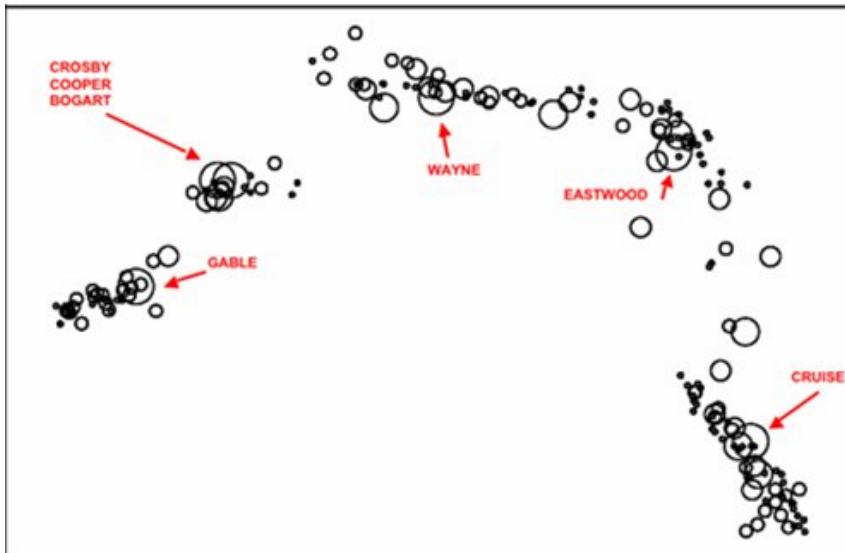 CROSBY
COOPER
BOGART
WAYNE
EASTWOOD
GABLE
CRUISE